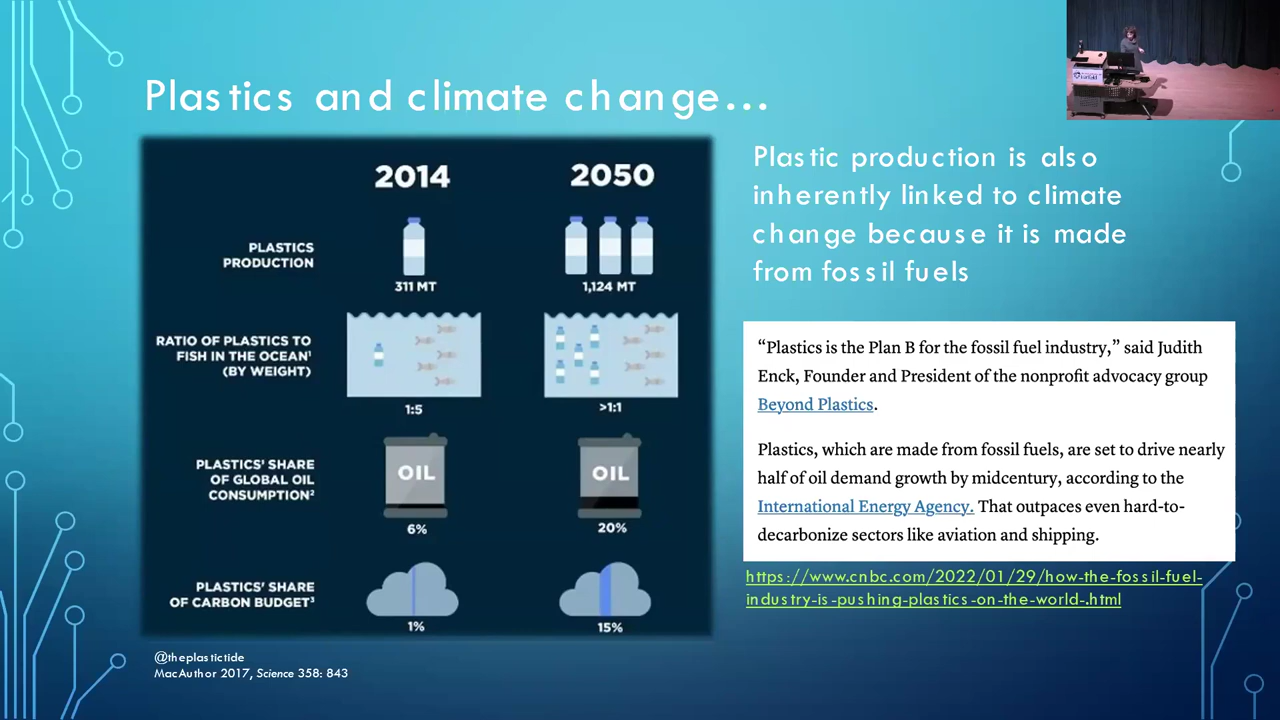 Plastics and climate change...
2014
2050
PLASTICS
PRODUCTION
311 MT
1,124 MT
RATIO OF PLASTICS TO
FISH IN THE OCEAN¹
(BY WEIGHT)
1:5
>1:1
PLASTICS' SHARE
OF GLOBAL OIL
CONSUMPTION²
OIL
OIL
6%
20%
PLASTICS' SHARE
OF CARBON BUDGET³
1%
15%
@theplastictide
MacAuthor 2017, Science 358: 843
Plastic production is also
inherently linked to climate
change because it is made
from fossil fuels
“Plastics is the Plan B for the fossil fuel industry,” said Judith
Enck, Founder and President of the nonprofit advocacy group
Beyond Plastics.
Plastics, which are made from fossil fuels, are set to drive nearly
half of oil demand growth by midcentury, according to the
International Energy Agency. That outpaces even hard-to-
decarbonize sectors like aviation and shipping.
https://www.cnbc.com/2022/01/29/how-the-fossil-fuel-
industry-is-pushing-plastics-on-the-world-.html